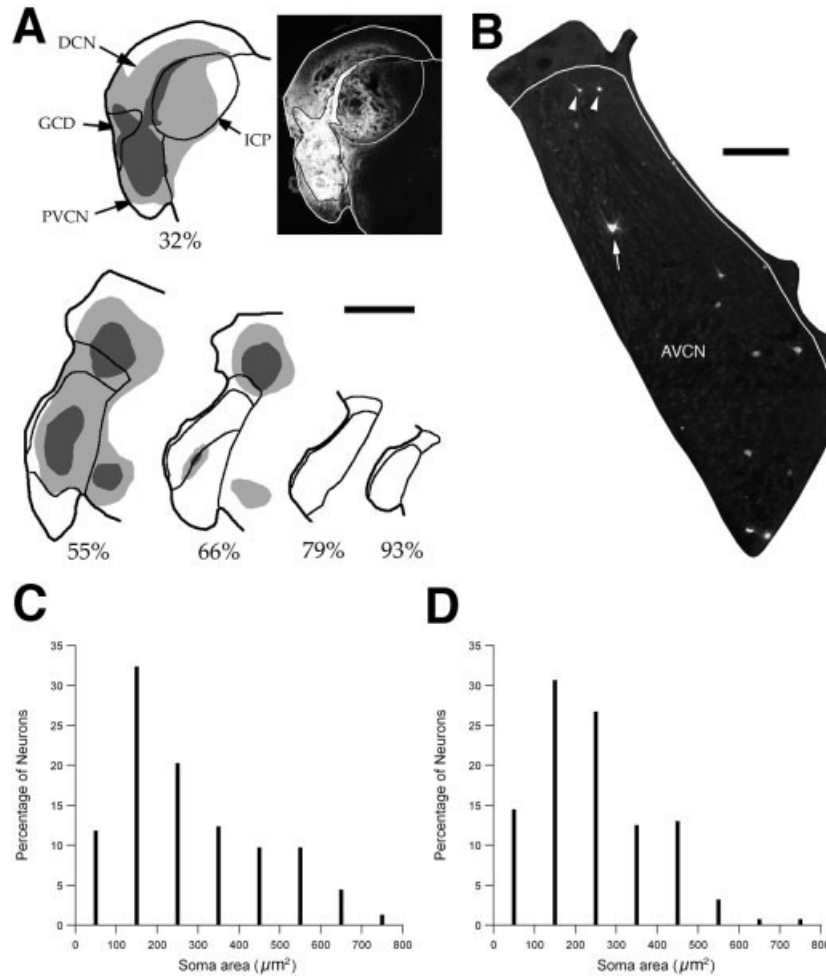 A
DCN
GCD
ICP
PVCN
32%
55%
66%
79%
93%
B
AVCN
C
Percentage of Neurons
35
30
25
20
15
10
5
0
0 100 200 300 400 500 600 700 800
Soma area (μm²)
D
Percentage of Neurons
35
30
25
20
15
10
5
0
0 100 200 300 400 500 600 700 800
Soma area (μm²)